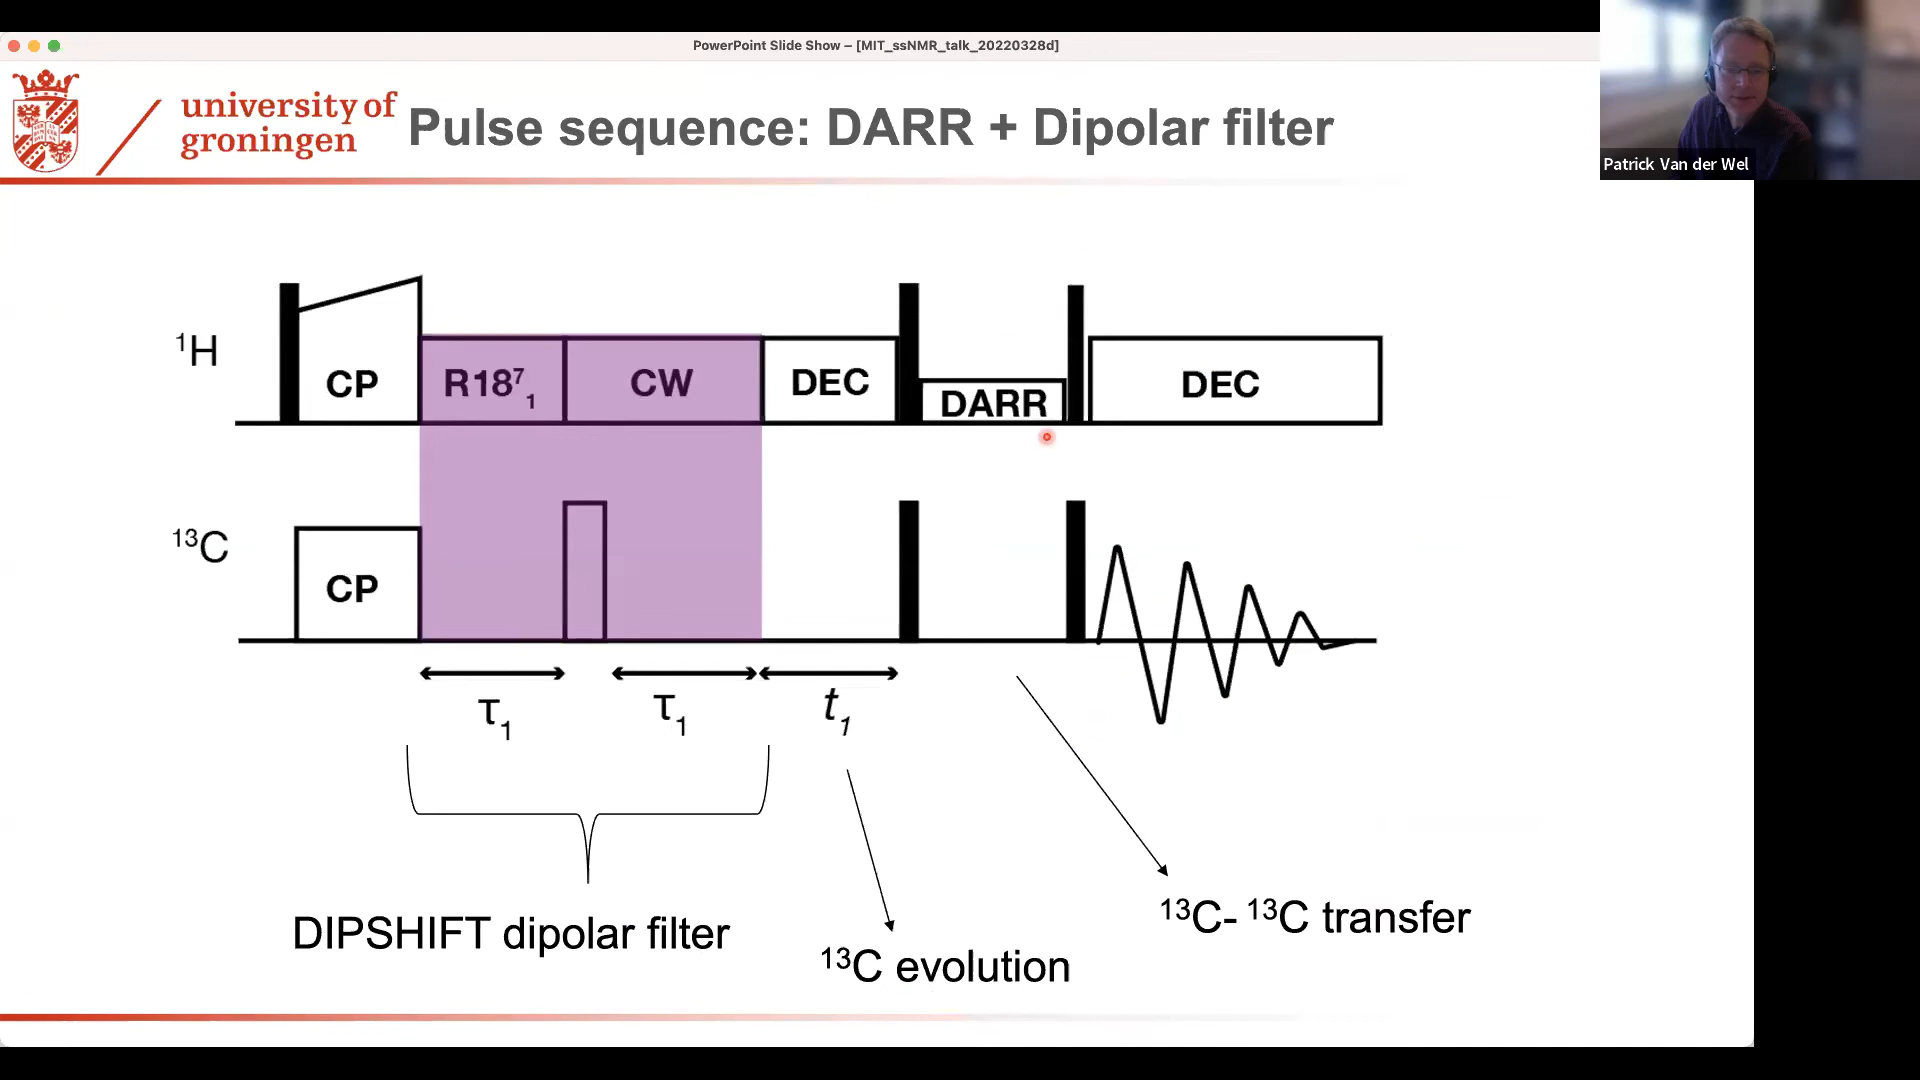 PowerPoint Slide Show – [MIT_ssNMR_talk_20220328d]
university of
groningen
Pulse sequence: DARR + Dipolar filter
Patrick Van der Wel
¹H
CP
R18⁷₁
CW
DEC
DARR
DEC
¹³C
CP
τ₁
τ₁
t₁
DIPSHIFT dipolar filter
¹³C evolution
¹³C- ¹³C transfer